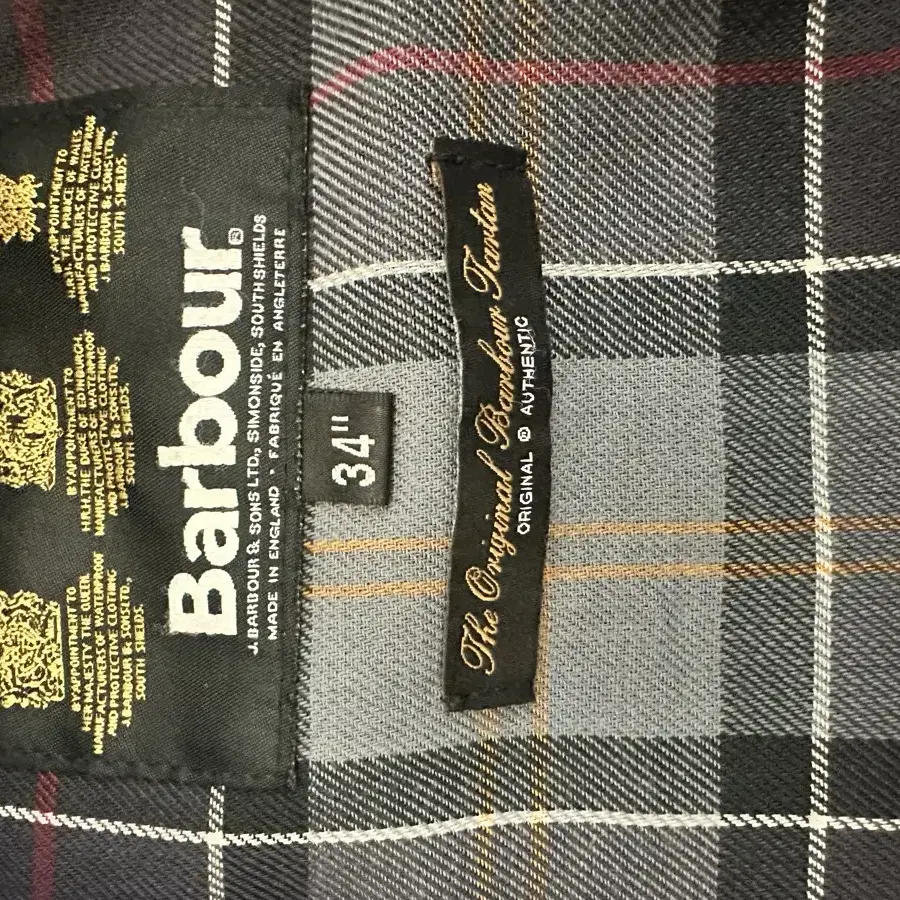 BY APPOINTMENT TO
HER MAJESTY THE QUEEN.
MANUFACTURERS OF WATERPROOF
AND PROTECTIVE CLOTHING
J. BARBOUR & SONS LTD.,
SOUTH SHIELDS.
BY APPOINTMENT TO
H.R.H. THE DUKE OF EDINBURGH.
MANUFACTURERS OF WATERPROOF
AND PROTECTIVE CLOTHING
J. BARBOUR & SONS LTD.,
SOUTH SHIELDS.
BY APPOINTMENT TO
H.R.H. THE PRINCE OF WALES.
MANUFACTURERS OF WATERPROOF
AND PROTECTIVE CLOTHING
J. BARBOUR & SONS LTD.,
SOUTH SHIELDS.
Barbour®
J. BARBOUR & SONS LTD., SIMONSIDE, SOUTH SHIELDS
MADE IN ENGLAND * FABRIQUÉ EN ANGLETERRE
34"
The Original Barbour Tartan
ORIGINAL ® AUTHENTIC